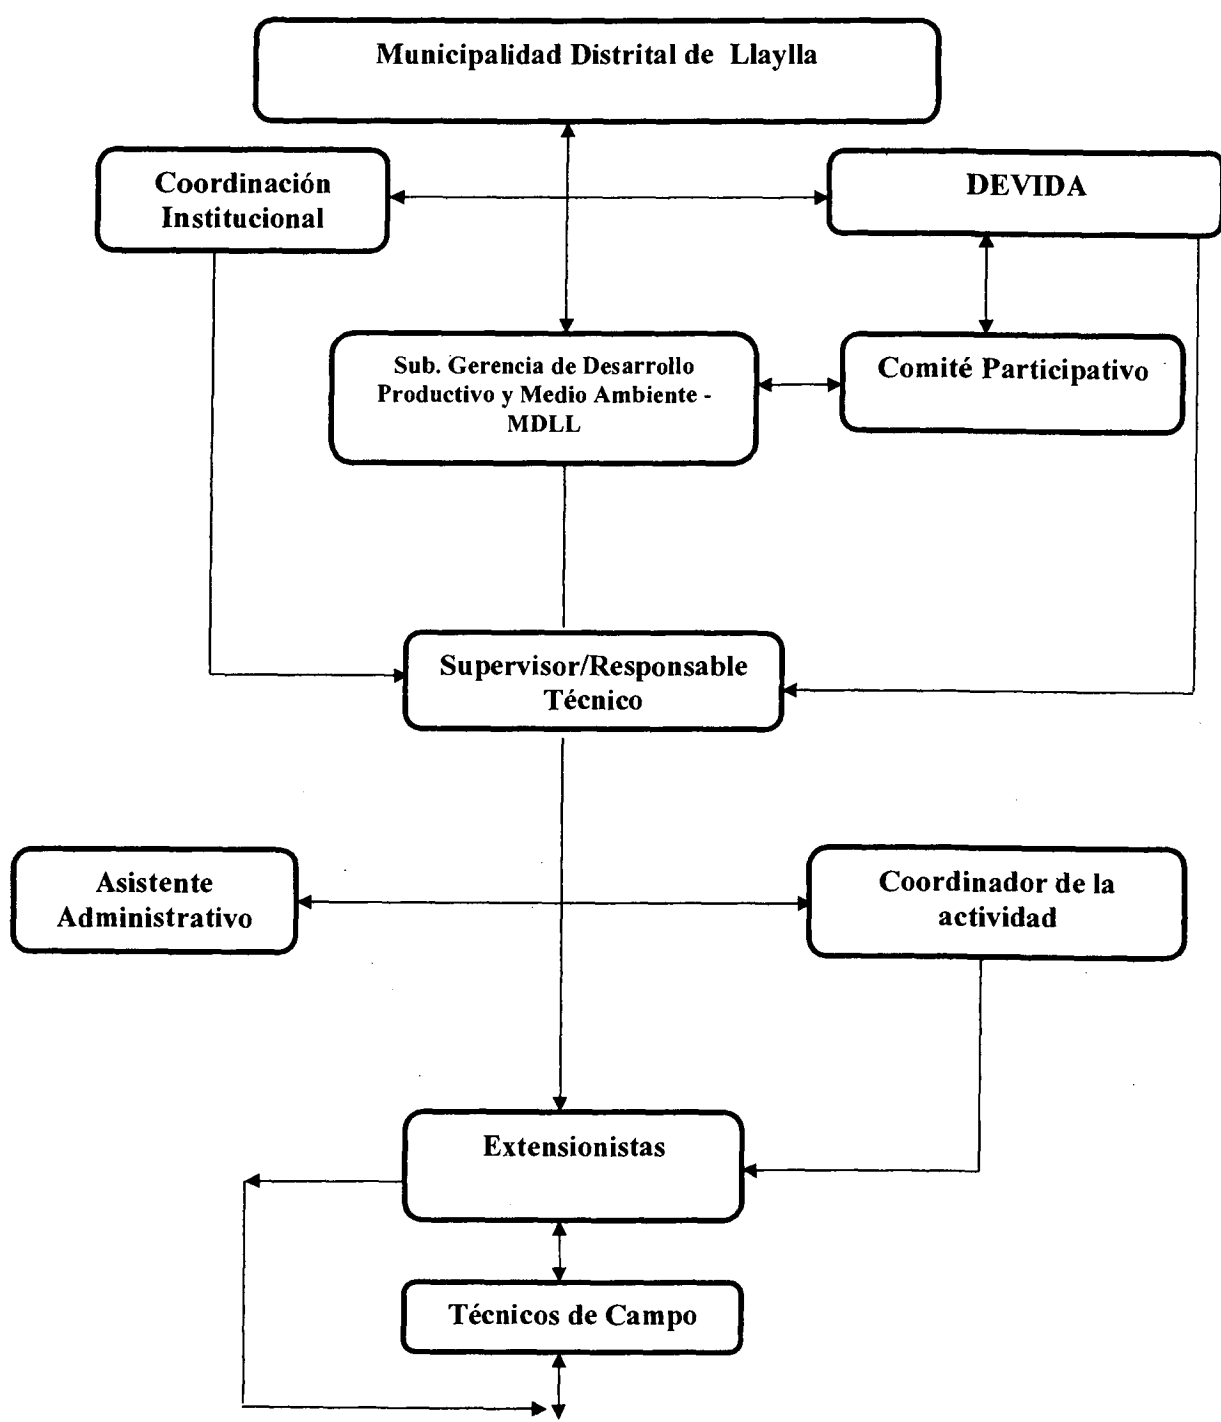 Municipalidad Distrital de Llaylla
Coordinación
Institucional
DEVIDA
Sub. Gerencia de Desarrollo
Productivo y Medio Ambiente -
MDLL
Comité Participativo
Supervisor/Responsable
Técnico
Asistente
Administrativo
Coordinador de la
actividad
Extensionistas
Técnicos de Campo